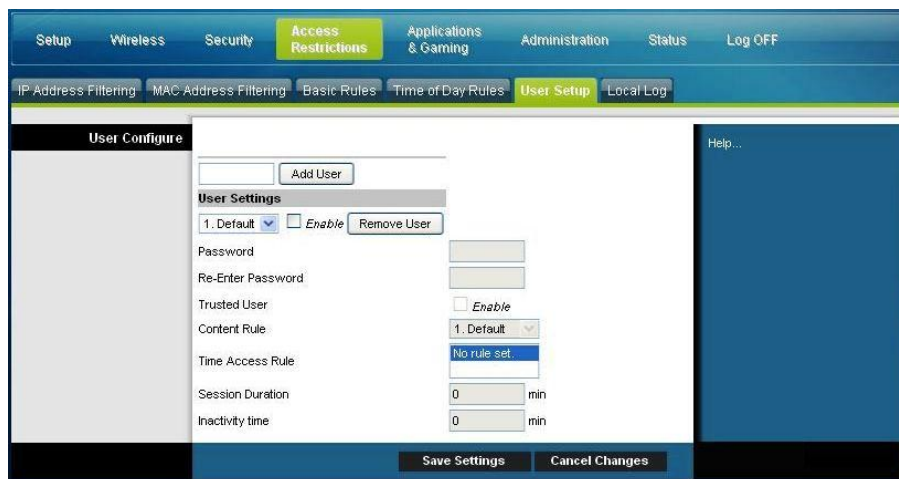 Setup Wireless Security Access Restrictions Applications & Gaming Administration Status Log OFF
IP Address Filtering MAC Address Filtering Basic Rules Time of Day Rules User Setup Local Log
User Configure
Help...
Add User
User Settings
1. Default Enable Remove User
Password
Re-Enter Password
Trusted User Enable
Content Rule 1. Default
Time Access Rule No rule set.
Session Duration 0 min
Inactivity time 0 min
Save Settings Cancel Changes